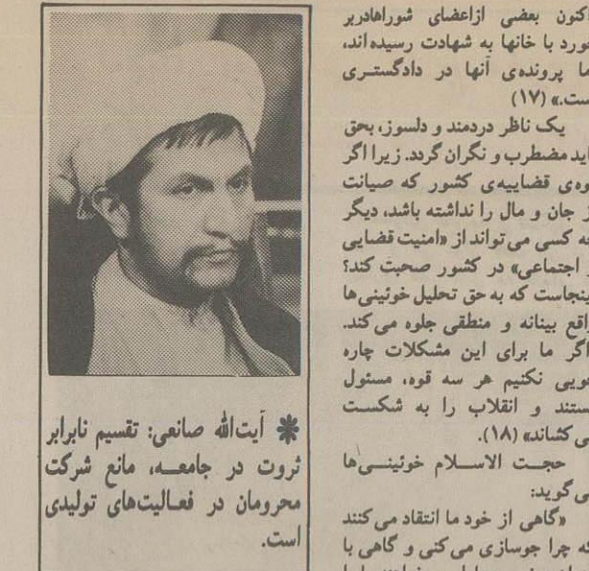 اکنون بعضی ازاعضای شوراهادربر
خورد با خانها به شهادت رسیده‌اند،
اما پرونده‌ی آنها در دادگستری
است.» (۱۷)
یک ناظر دردمند و دلسوز، بحق
باید مضطرب و نگران گردد. زیرا اگر
قوه‌ی قضاییه‌ی کشور که صیانت
از جان و مال را نداشته باشد، دیگر
چه کسی می‌تواند از «امنیت قضایی
و اجتماعی» در کشور صحبت کند؟
اینجاست که به حق تحلیل خوئینی‌ها
واقع بینانه و منطقی جلوه می‌کند.
اگر ما برای این مشکلات چاره
جویی نکنیم هر سه قوه، مسئول
هستند و انقلاب را به شکست
می‌کشاند» (۱۸).
حجت الاسلام خوئینی‌ها
می‌گوید:
«گاهی از خود ما انتقاد می‌کنند
که چرا جوسازی می‌کنی و گاهی با
آیت‌الله صانعی: تقسیم نابرابر
ثروت در جامعه، مانع شرکت
محرومان در فعالیت‌های تولیدی
است.